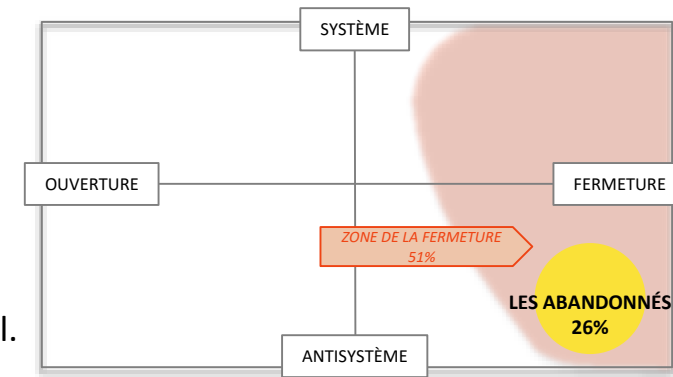 SYSTÈME
OUVERTURE
FERMETURE
ZONE DE LA FERMETURE
51%
LES ABANDONNÉS
26%
l.
ANTISYSTÈME